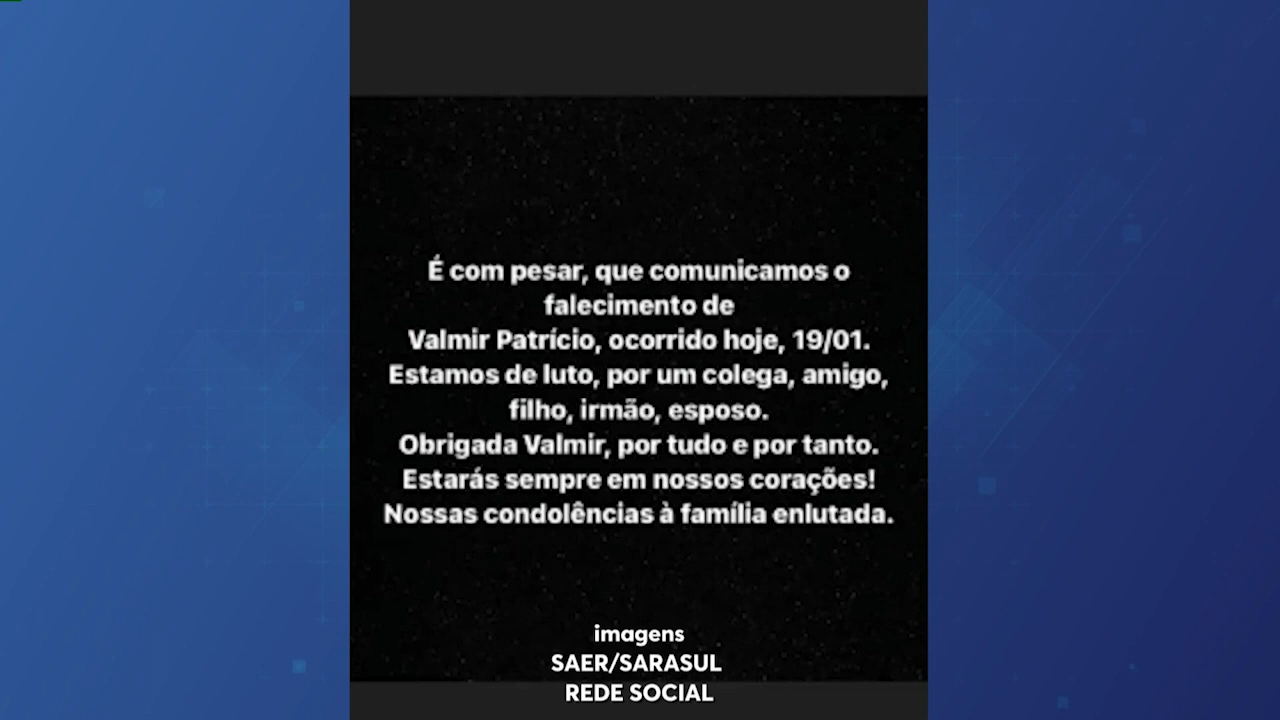 É com pesar, que comunicamos o
falecimento de
Valmir Patrício, ocorrido hoje, 19/01.
Estamos de luto, por um colega, amigo,
filho, irmão, esposo.
Obrigada Valmir, por tudo e por tanto.
Estarás sempre em nossos corações!
Nossas condolências à família enlutada.
imagens
SAER/SARASUL
REDE SOCIAL